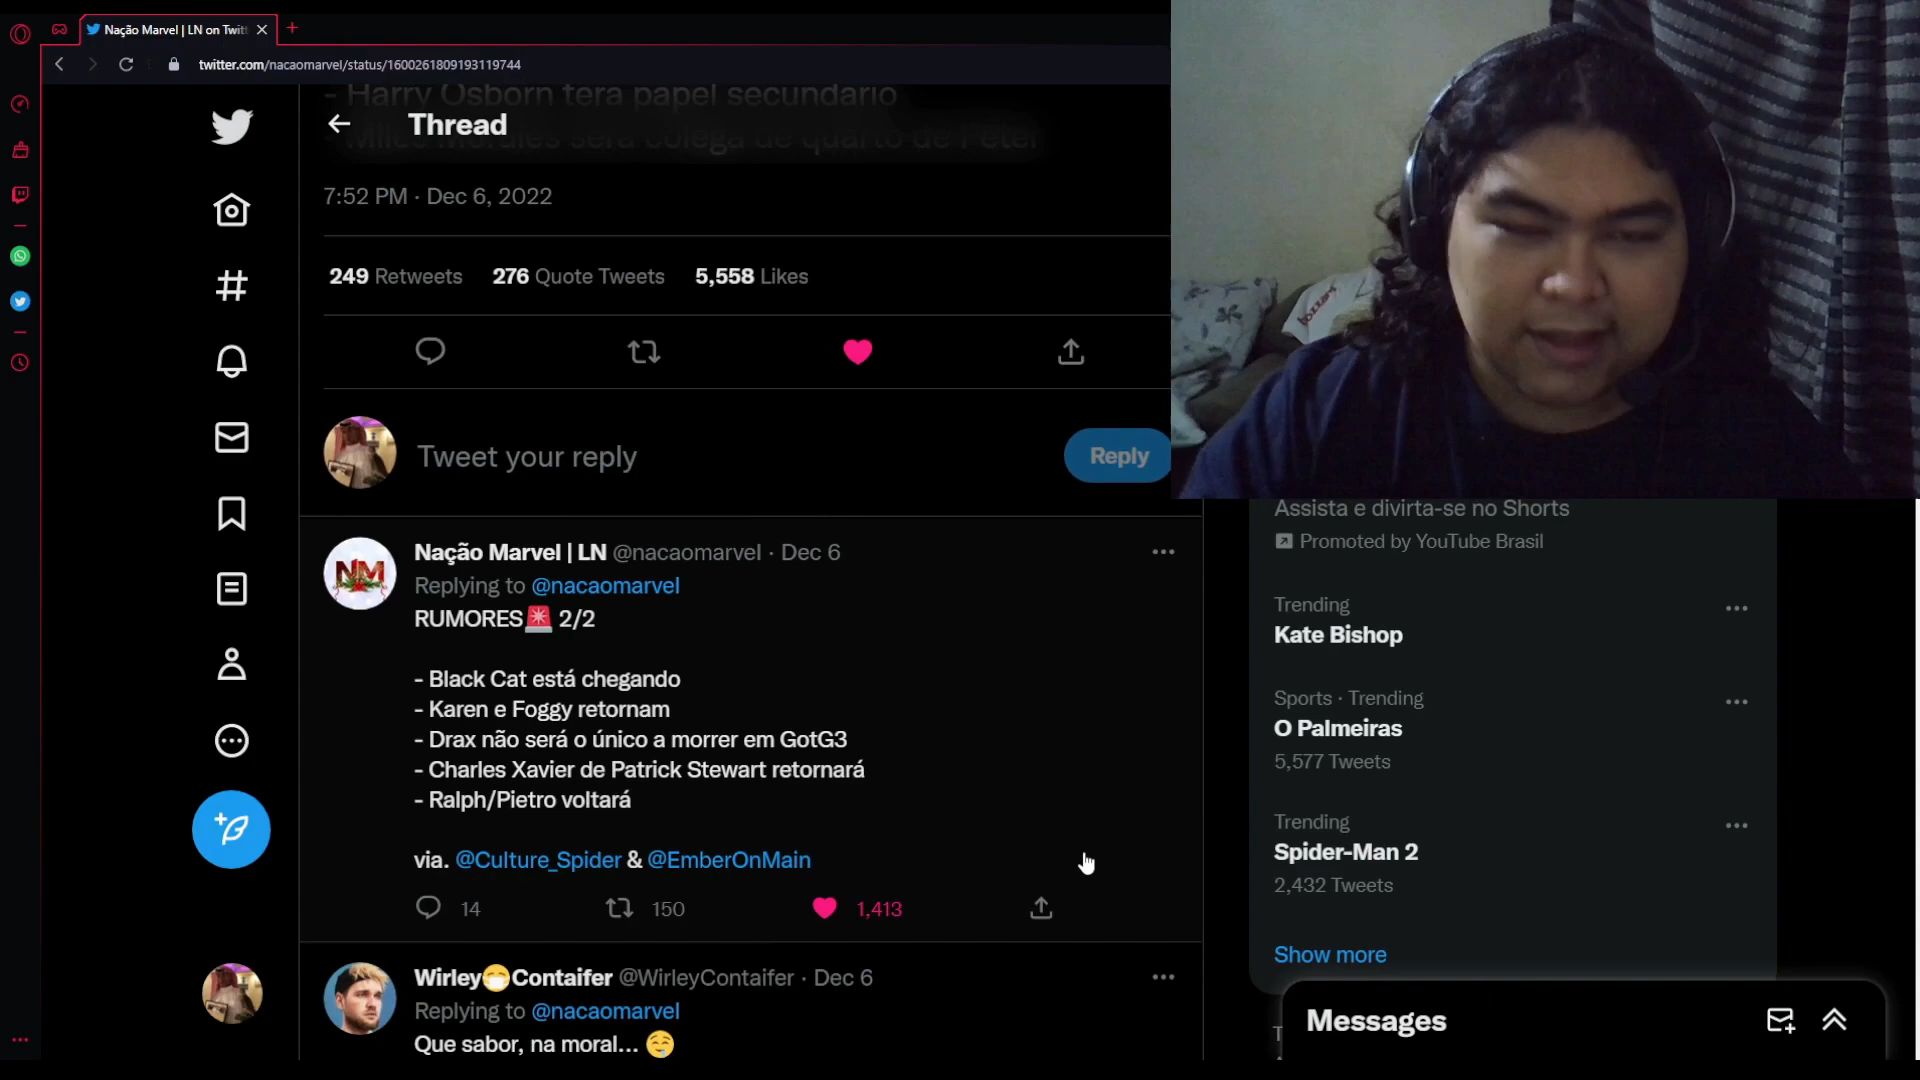 Nação Marvel | LN on Twit
twitter.com/nacaomarvel/status/1600261809193119744
- Harry Osborn terá papel secundário
Thread
- Miles Morales será colega de quarto de Peter
7:52 PM · Dec 6, 2022
249 Retweets 276 Quote Tweets 5,558 Likes
Tweet your reply
Reply
Nação Marvel | LN @nacaomarvel · Dec 6
Replying to @nacaomarvel
RUMORES🚨 2/2
- Black Cat está chegando
- Karen e Foggy retornam
- Drax não será o único a morrer em GotG3
- Charles Xavier de Patrick Stewart retornará
- Ralph/Pietro voltará
via. @Culture_Spider & @EmberOnMain
14 150 1,413
Wirley😷Contaifer @WirleyContaifer · Dec 6
Replying to @nacaomarvel
Que sabor, na moral... 🤤
Assista e divirta-se no Shorts
Promoted by YouTube Brasil
Trending
Kate Bishop
Sports · Trending
O Palmeiras
5,577 Tweets
Trending
Spider-Man 2
2,432 Tweets
Show more
Messages